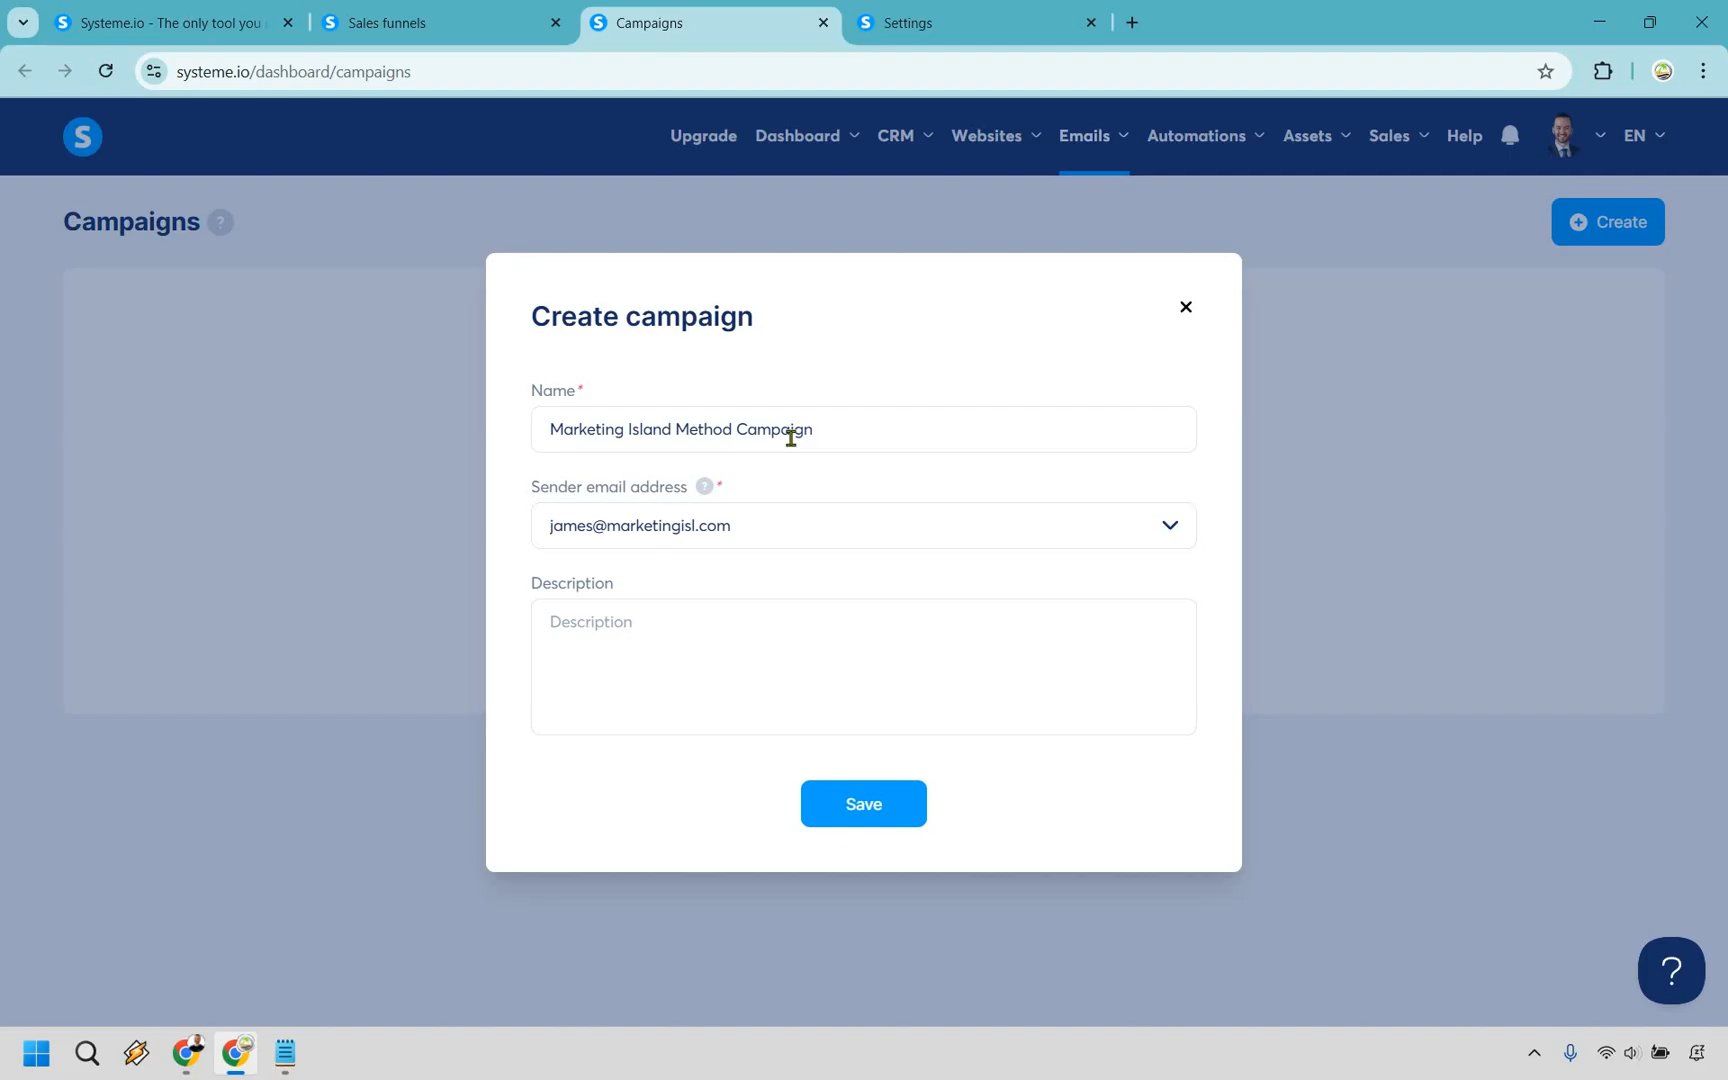 Systeme.io - The only tool you
Sales funnels
Campaigns
Settings
systeme.io/dashboard/campaigns
S
Upgrade
Dashboard
CRM
Websites
Emails
Automations
Assets
Sales
Help
EN
Campaigns ?
Create
Create campaign
Name*
Marketing Island Method Campaign
Sender email address ? *
james@marketingisl.com
Description
Description
Save
?